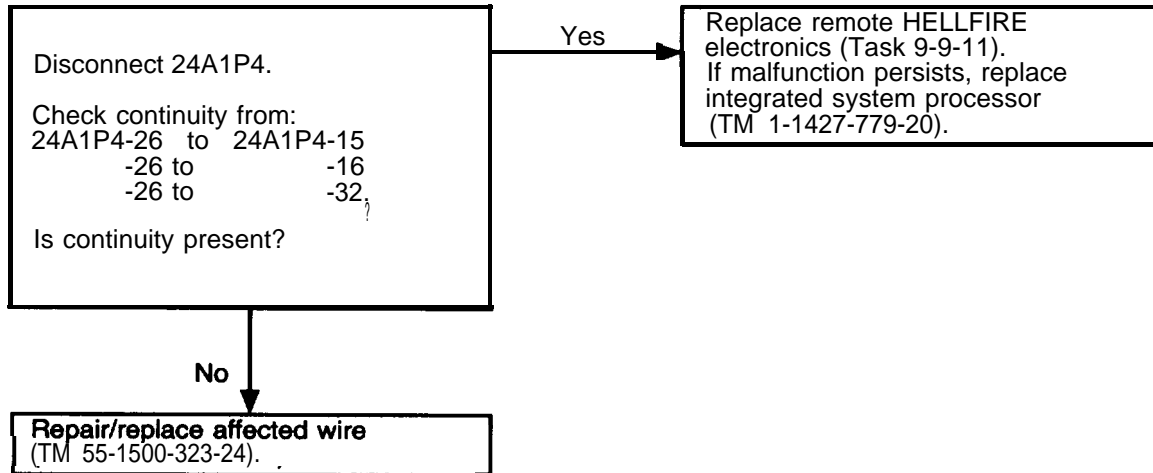 Disconnect 24A1P4.
Check continuity from:
24A1P4-26 to 24A1P4-15
-26 to -16
-26 to -32.
Is continuity present?
Yes
Replace remote HELLFIRE
electronics (Task 9-9-11).
If malfunction persists, replace
integrated system processor
(TM 1-1427-779-20).
No
Repair/replace affected wire
(TM 55-1500-323-24).